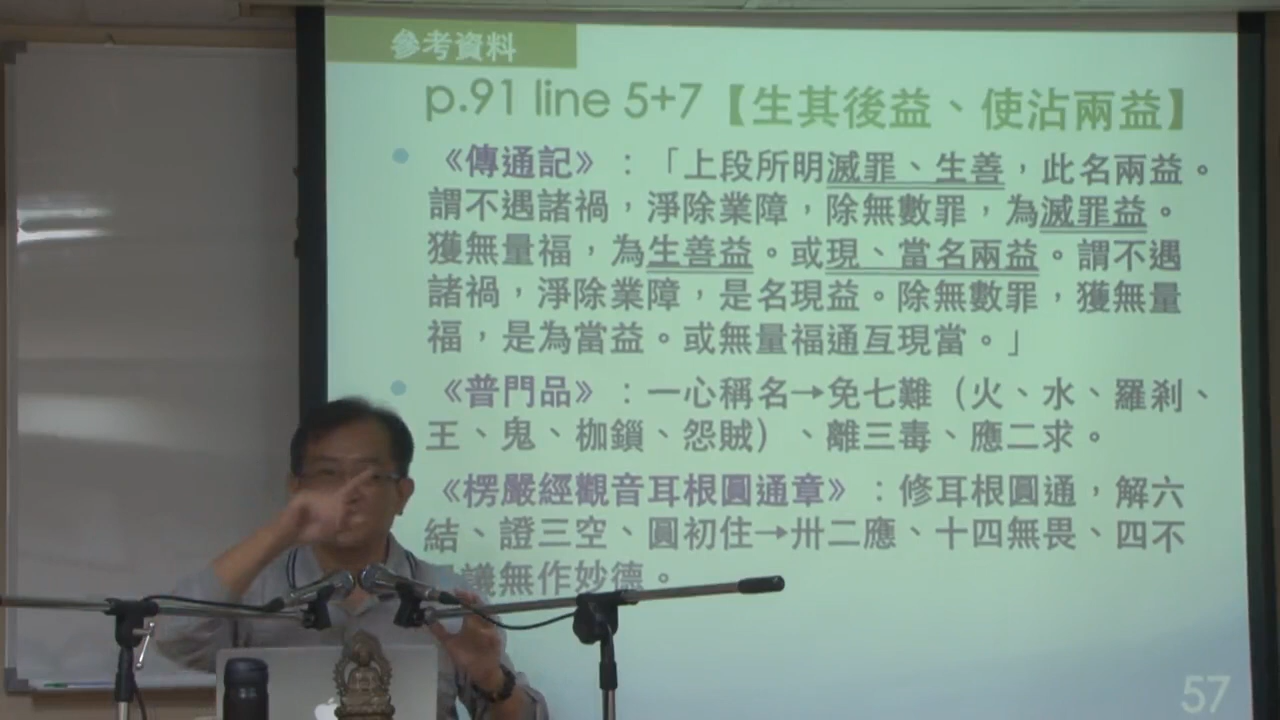 參考資料
p.91 line 5+7【生其後益、使沾兩益】
《傳通記》：「上段所明滅罪、生善，此名兩益。
謂不遇諸禍，淨除業障，除無數罪，為滅罪益。
獲無量福，為生善益。或現、當名兩益。謂不遇
諸禍，淨除業障，是名現益。除無數罪，獲無量
福，是為當益。或無量福通互現當。」
《普門品》：一心稱名→免七難（火、水、羅剎、
王、鬼、枷鎖、怨賊）、離三毒、應二求。
《楞嚴經觀音耳根圓通章》：修耳根圓通，解六
結、證三空、圓初住→卅二應、十四無畏、四不
議無作妙德。
57